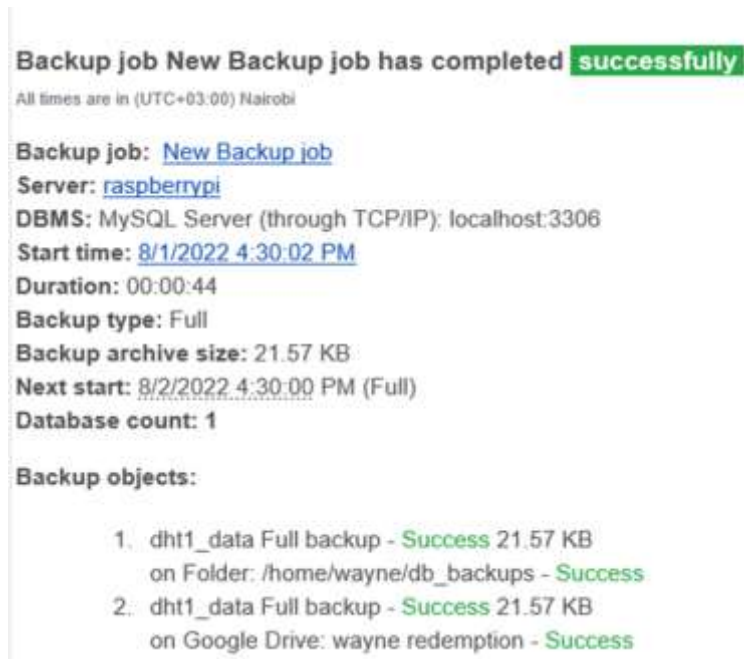 Backup job New Backup job has completed successfully
All times are in (UTC+03:00) Nairobi
Backup job: New Backup job
Server: raspberrypi
DBMS: MySQL Server (through TCP/IP): localhost:3306
Start time: 8/1/2022 4:30:02 PM
Duration: 00:00:44
Backup type: Full
Backup archive size: 21.57 KB
Next start: 8/2/2022 4:30:00 PM (Full)
Database count: 1
Backup objects:
1. dht1_data Full backup - Success 21.57 KB
on Folder: /home/wayne/db_backups - Success
2. dht1_data Full backup - Success 21.57 KB
on Google Drive: wayne redemption - Success